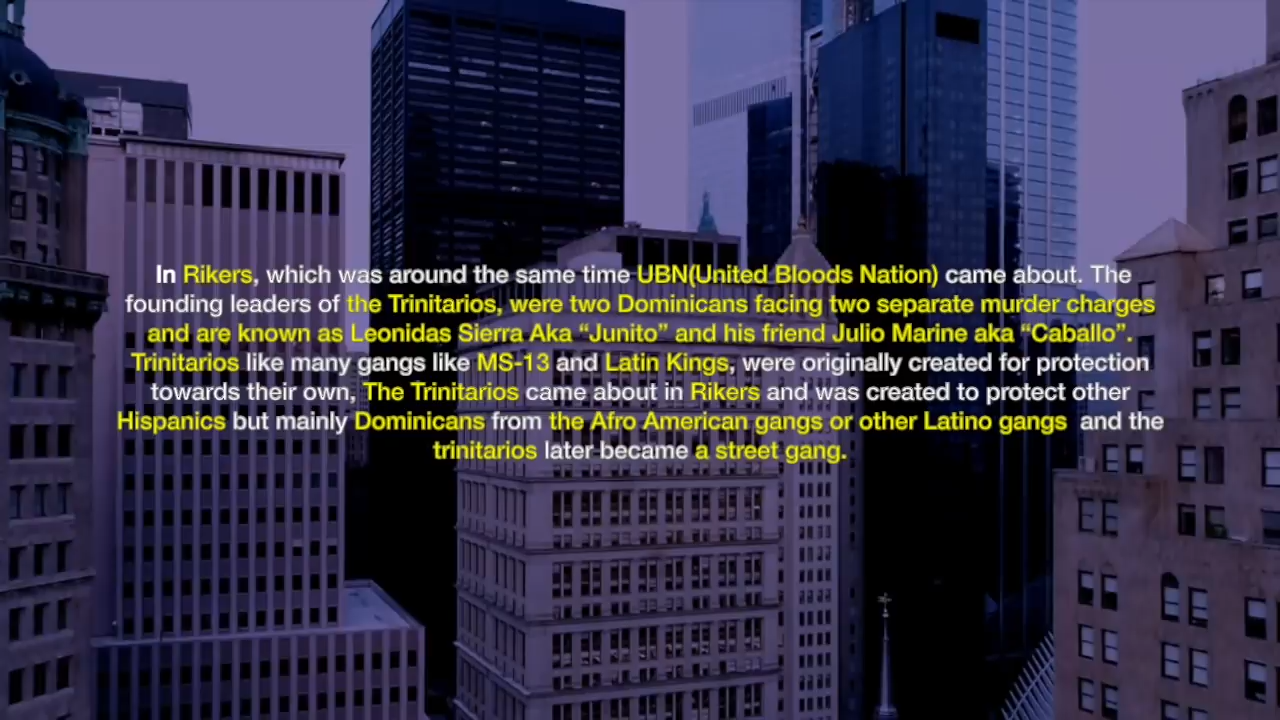 In Rikers, which was around the same time UBN(United Bloods Nation) came about. The
founding leaders of the Trinitarios, were two Dominicans facing two separate murder charges
and are known as Leonidas Sierra Aka “Junito” and his friend Julio Marine aka “Caballo”.
Trinitarios like many gangs like MS-13 and Latin Kings, were originally created for protection
towards their own, The Trinitarios came about in Rikers and was created to protect other
Hispanics but mainly Dominicans from the Afro American gangs or other Latino gangs  and the
trinitarios later became a street gang.